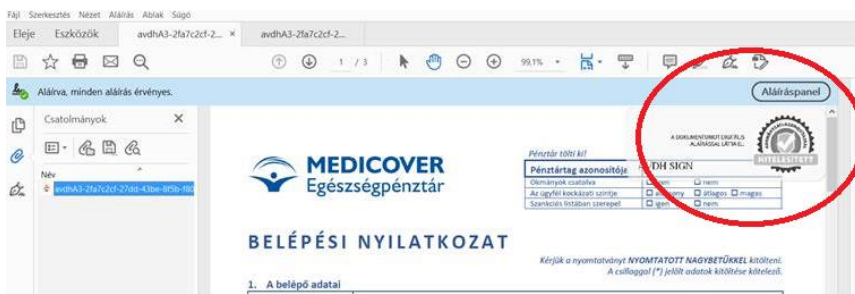 Fájl Szerkesztés Nézet Aláírás Ablak Súgó
Eleje Eszközök avdhA3-2fa7c2cf-2... × avdhA3-2fa7c2cf-2...
1 / 3 99,1%
Aláírva, minden aláírás érvényes. Aláíráspanel
Csatolmányok ×
Név
avdhA3-2fa7c2cf-27dd-43be-8f5b-f80
MEDICOVER
Egészségpénztár
A DOKUMENTUMOT DIGITÁLIS
ALÁÍRÁSSAL LÁTTA EL:
AVDH SIGN
HITELESÍTETT
Pénztár tölti ki!
Pénztártag azonosítója
Okmányok csatolva igen nem
Az ügyfél kockázati szintje alacsony átlagos magas
Szankciós listában szerepel igen nem
BELÉPÉSI NYILATKOZAT
Kérjük a nyomtatványt NYOMTATOTT NAGYBETŰKKEL kitölteni.
A csillaggal (*) jelölt adatok kitöltése kötelező.
1. A belépő adatai